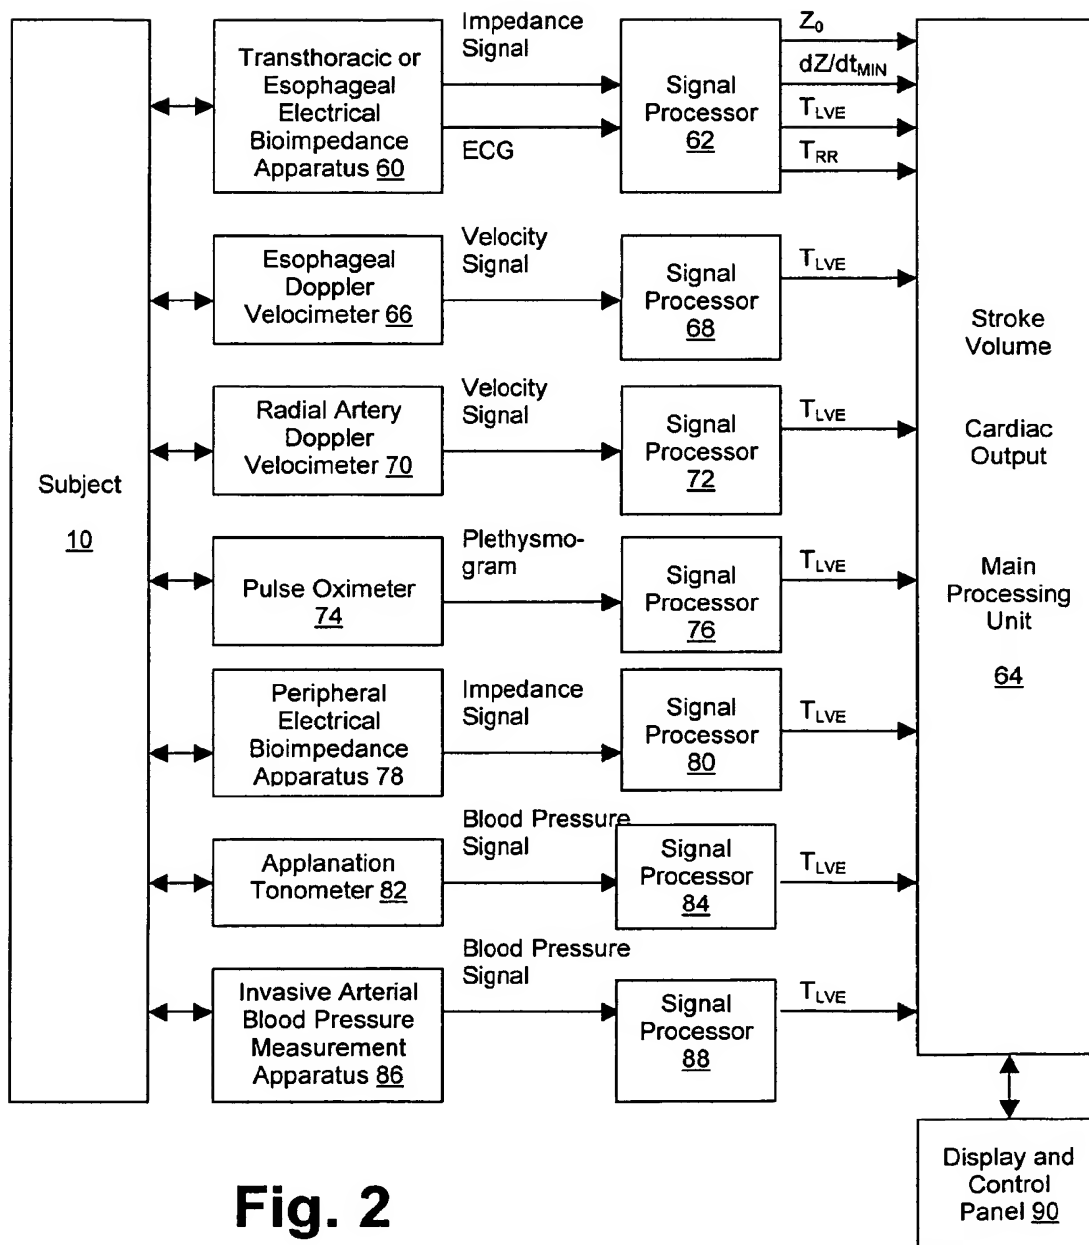 Subject
10
Transthoracic or
Esophageal
Electrical
Bioimpedance
Apparatus 60
Impedance
Signal
ECG
Signal
Processor
62
Z0
dZ/dtMIN
TLVE
TRR
Esophageal
Doppler
Velocimeter 66
Velocity
Signal
Signal
Processor
68
TLVE
Radial Artery
Doppler
Velocimeter 70
Velocity
Signal
Signal
Processor
72
TLVE
Pulse Oximeter
74
Plethysmo-
gram
Signal
Processor
76
TLVE
Peripheral
Electrical
Bioimpedance
Apparatus 78
Impedance
Signal
Signal
Processor
80
TLVE
Applanation
Tonometer 82
Blood Pressure
Signal
Signal
Processor
84
TLVE
Invasive Arterial
Blood Pressure
Measurement
Apparatus 86
Blood Pressure
Signal
Signal
Processor
88
TLVE
Stroke
Volume
Cardiac
Output
Main
Processing
Unit
64
Display and
Control
Panel 90
Fig. 2